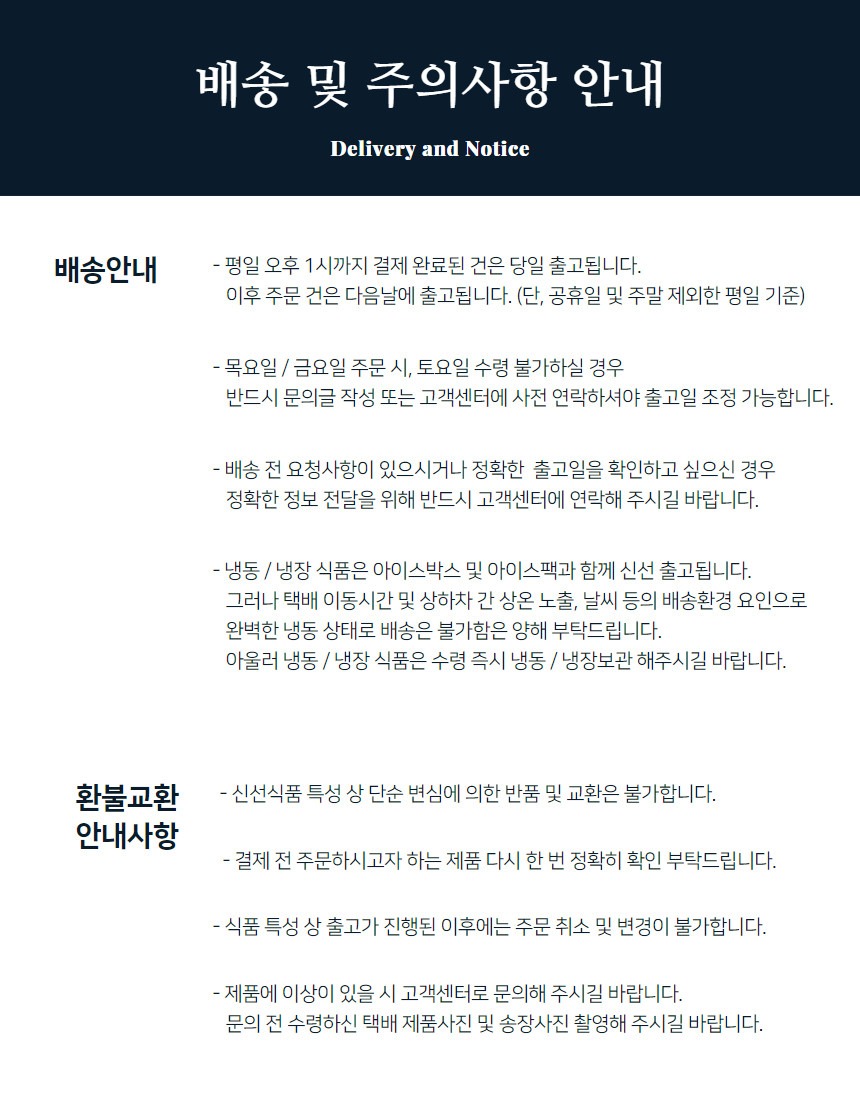 배송 및 주의사항 안내
Delivery and Notice
배송안내
- 평일 오후 1시까지 결제 완료된 건은 당일 출고됩니다.
이후 주문 건은 다음날에 출고됩니다. (단, 공휴일 및 주말 제외한 평일 기준)
- 목요일 / 금요일 주문 시, 토요일 수령 불가하실 경우
반드시 문의글 작성 또는 고객센터에 사전 연락하셔야 출고일 조정 가능합니다.
- 배송 전 요청사항이 있으시거나 정확한 출고일을 확인하고 싶으신 경우
정확한 정보 전달을 위해 반드시 고객센터에 연락해 주시길 바랍니다.
- 냉동 / 냉장 식품은 아이스박스 및 아이스팩과 함께 신선 출고됩니다.
그러나 택배 이동시간 및 상하차 간 상온 노출, 날씨 등의 배송환경 요인으로
완벽한 냉동 상태로 배송은 불가함은 양해 부탁드립니다.
아울러 냉동 / 냉장 식품은 수령 즉시 냉동 / 냉장보관 해주시길 바랍니다.
환불교환
안내사항
- 신선식품 특성 상 단순 변심에 의한 반품 및 교환은 불가합니다.
- 결제 전 주문하시고자 하는 제품 다시 한 번 정확히 확인 부탁드립니다.
- 식품 특성 상 출고가 진행된 이후에는 주문 취소 및 변경이 불가합니다.
- 제품에 이상이 있을 시 고객센터로 문의해 주시길 바랍니다.
문의 전 수령하신 택배 제품사진 및 송장사진 촬영해 주시길 바랍니다.